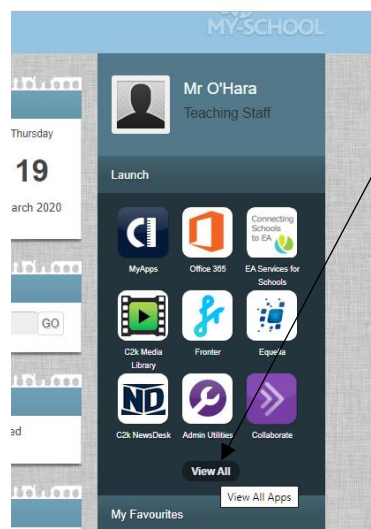 MY-SCHOOL
Mr O'Hara
Teaching Staff
Thursday
19
arch 2020
GO
ed
Launch
Connecting
Schools
to EA
MyApps
Office 365
EA Services for
Schools
C2k Media
Library
Fronter
Equella
ND
C2k NewsDesk
Admin Utilities
Collaborate
View All
View All Apps
My Favourites